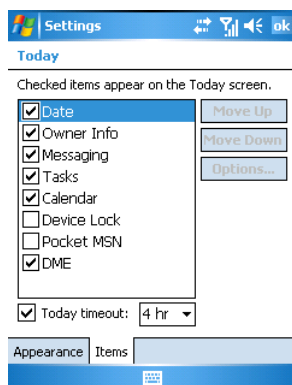 Settings ok
Today
Checked items appear on the Today screen.
Date
Owner Info
Messaging
Tasks
Calendar
Device Lock
Pocket MSN
DME
Move Up
Move Down
Options...
Today timeout: 4 hr
Appearance Items